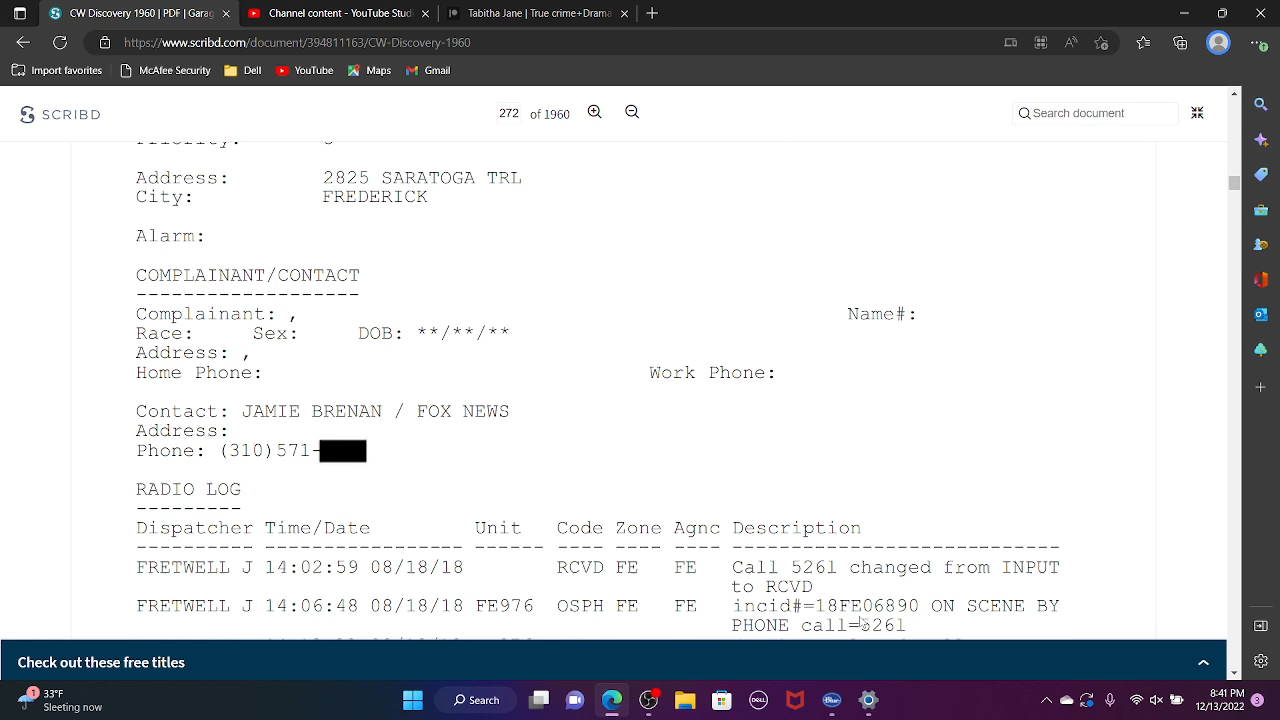 CW Discovery 1960 | PDF | Garag
Channel content - YouTube Stud
Tabitha Jane | True crime+Drama
https://www.scribd.com/document/394811163/CW-Discovery-1960
Import favorites
McAfee Security
Dell
YouTube
Maps
Gmail
SCRIBD
272 of 1960
Search document
Address: 2825 SARATOGA TRL
City: FREDERICK
Alarm:
COMPLAINANT/CONTACT
-------------------
Complainant: , Name#:
Race: Sex: DOB: **/**/**
Address: ,
Home Phone: Work Phone:
Contact: JAMIE BRENAN / FOX NEWS
Address:
Phone: (310)571-
RADIO LOG
---------
Dispatcher Time/Date Unit Code Zone Agnc Description
---------- ----------------- ------ ---- ---- ---- ----------------------------
FRETWELL J 14:02:59 08/18/18 RCVD FE FE Call 526l changed from INPUT
to RCVD
FRETWELL J 14:06:48 08/18/18 FE976 OSPH FE FE incid#=18FE06890 ON SCENE BY
PHONE call=526l
Check out these free titles
1
33°F
Sleeting now
Search
DELL
Blue
8:41 PM
12/13/2022
3